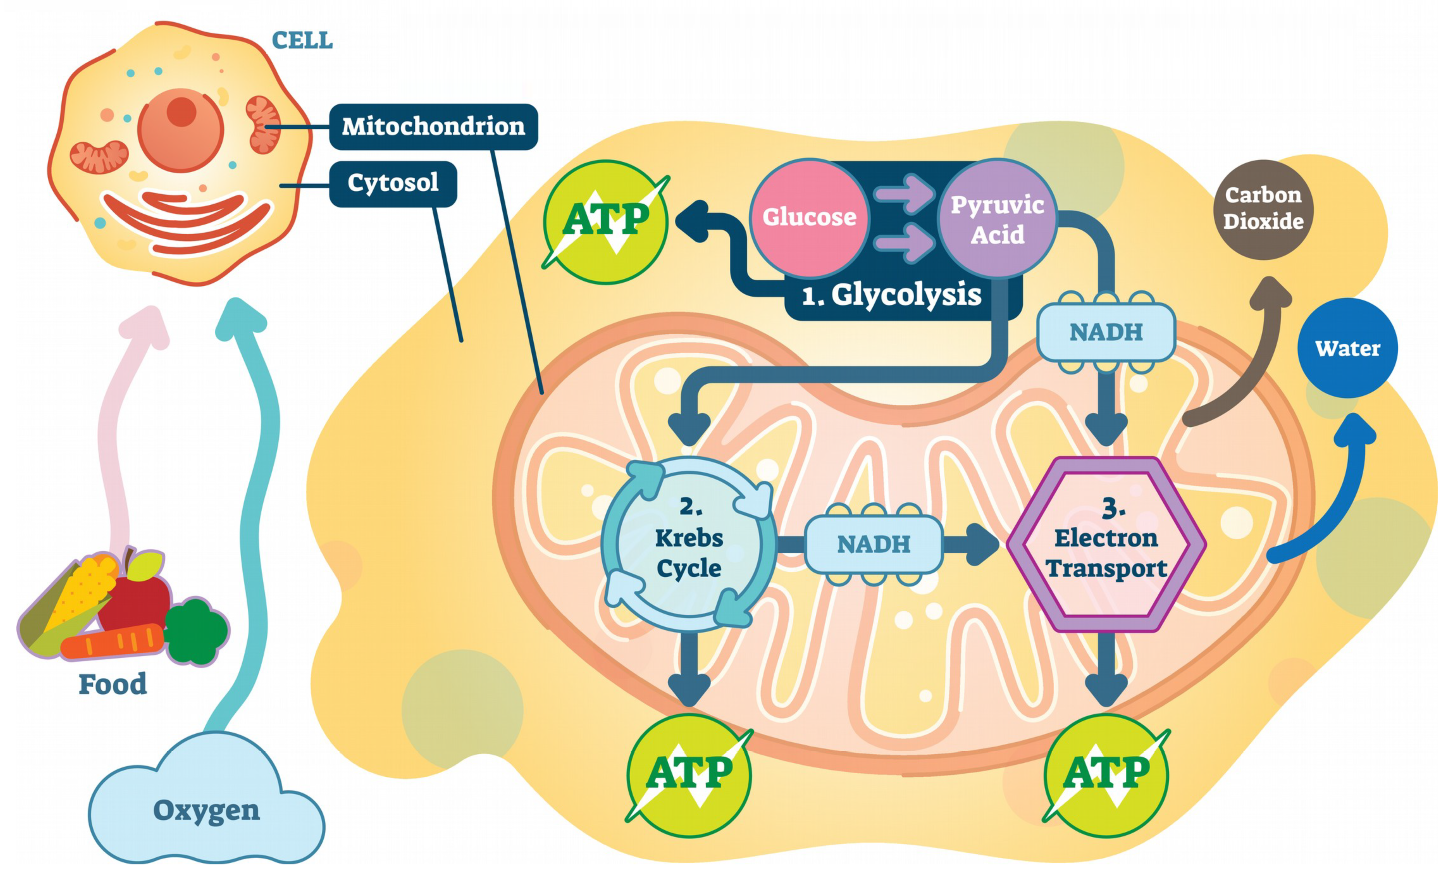 CELL
Mitochondrion
Cytosol
ATP
Glucose
Pyruvic
Acid
1. Glycolysis
Carbon
Dioxide
NADH
Water
2.
Krebs
Cycle
NADH
3.
Electron
Transport
Food
Oxygen
ATP
ATP